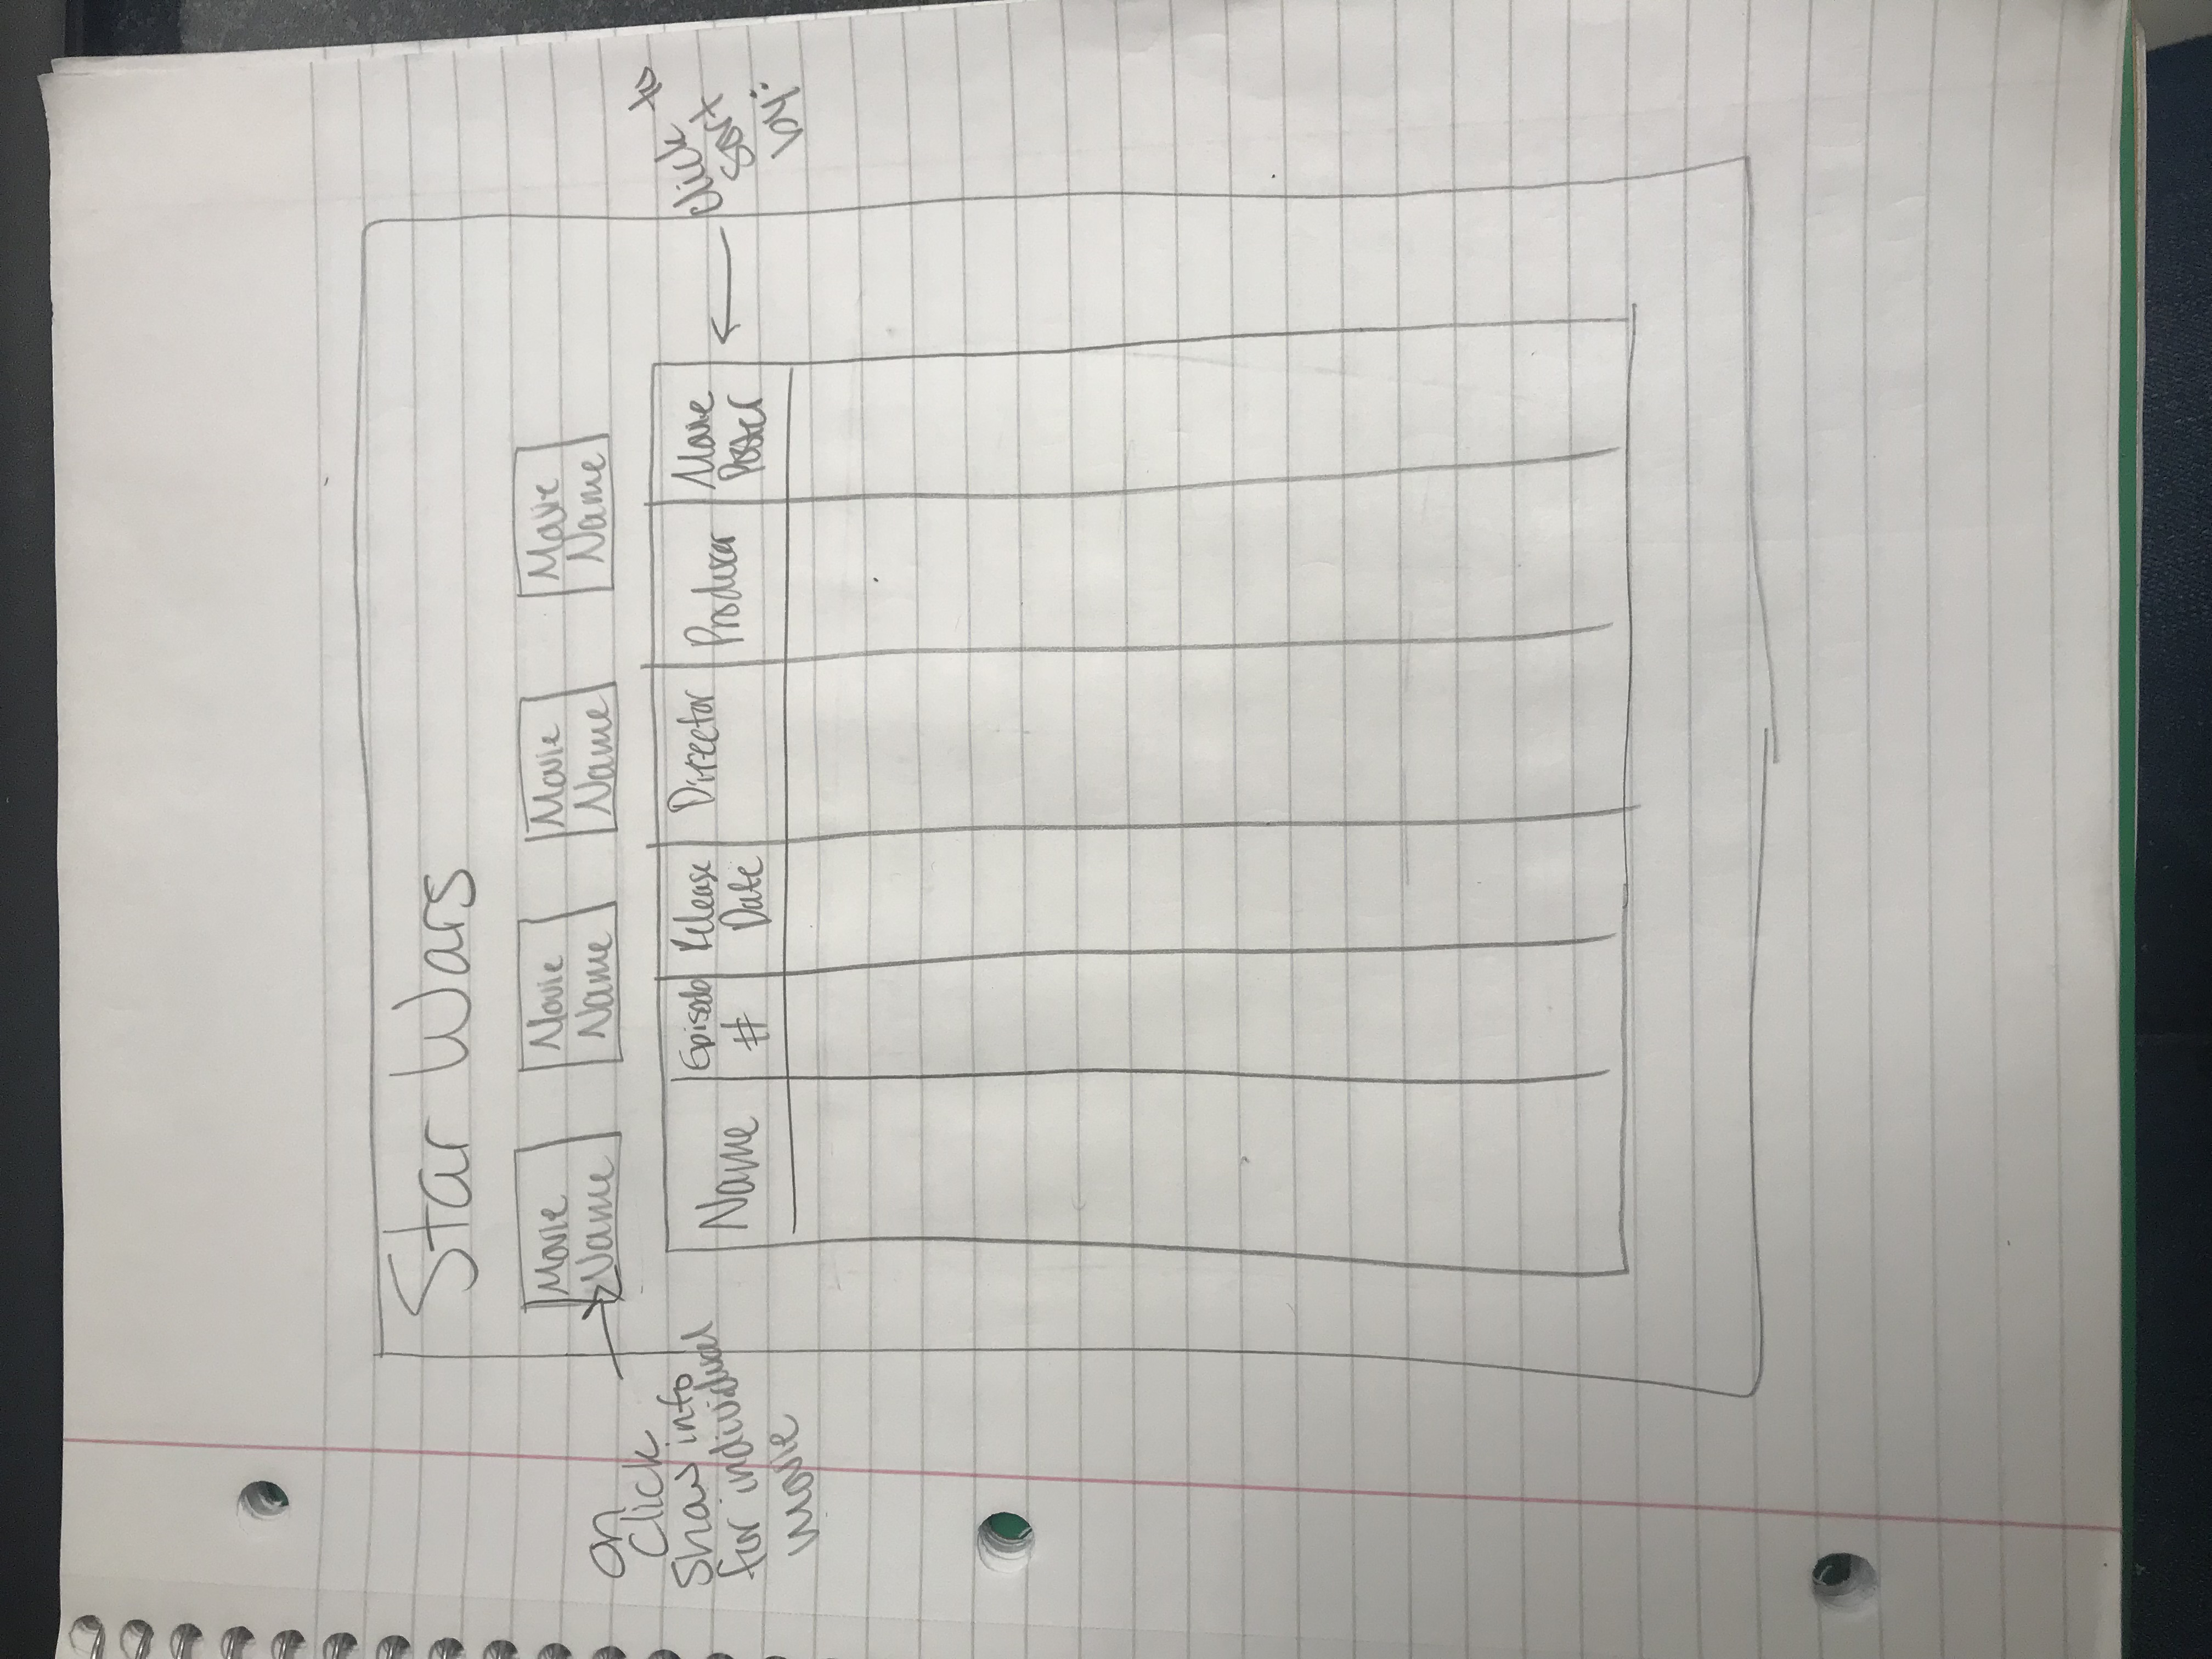 Star Wars
Movie
Name
Movie
Name
Movie
Name
Movie
Name
on
Click
Show info
for individual
movie
Name
Episode
#
Release
Date
Director
Producer
Movie
Poster
Click to
sort
by: